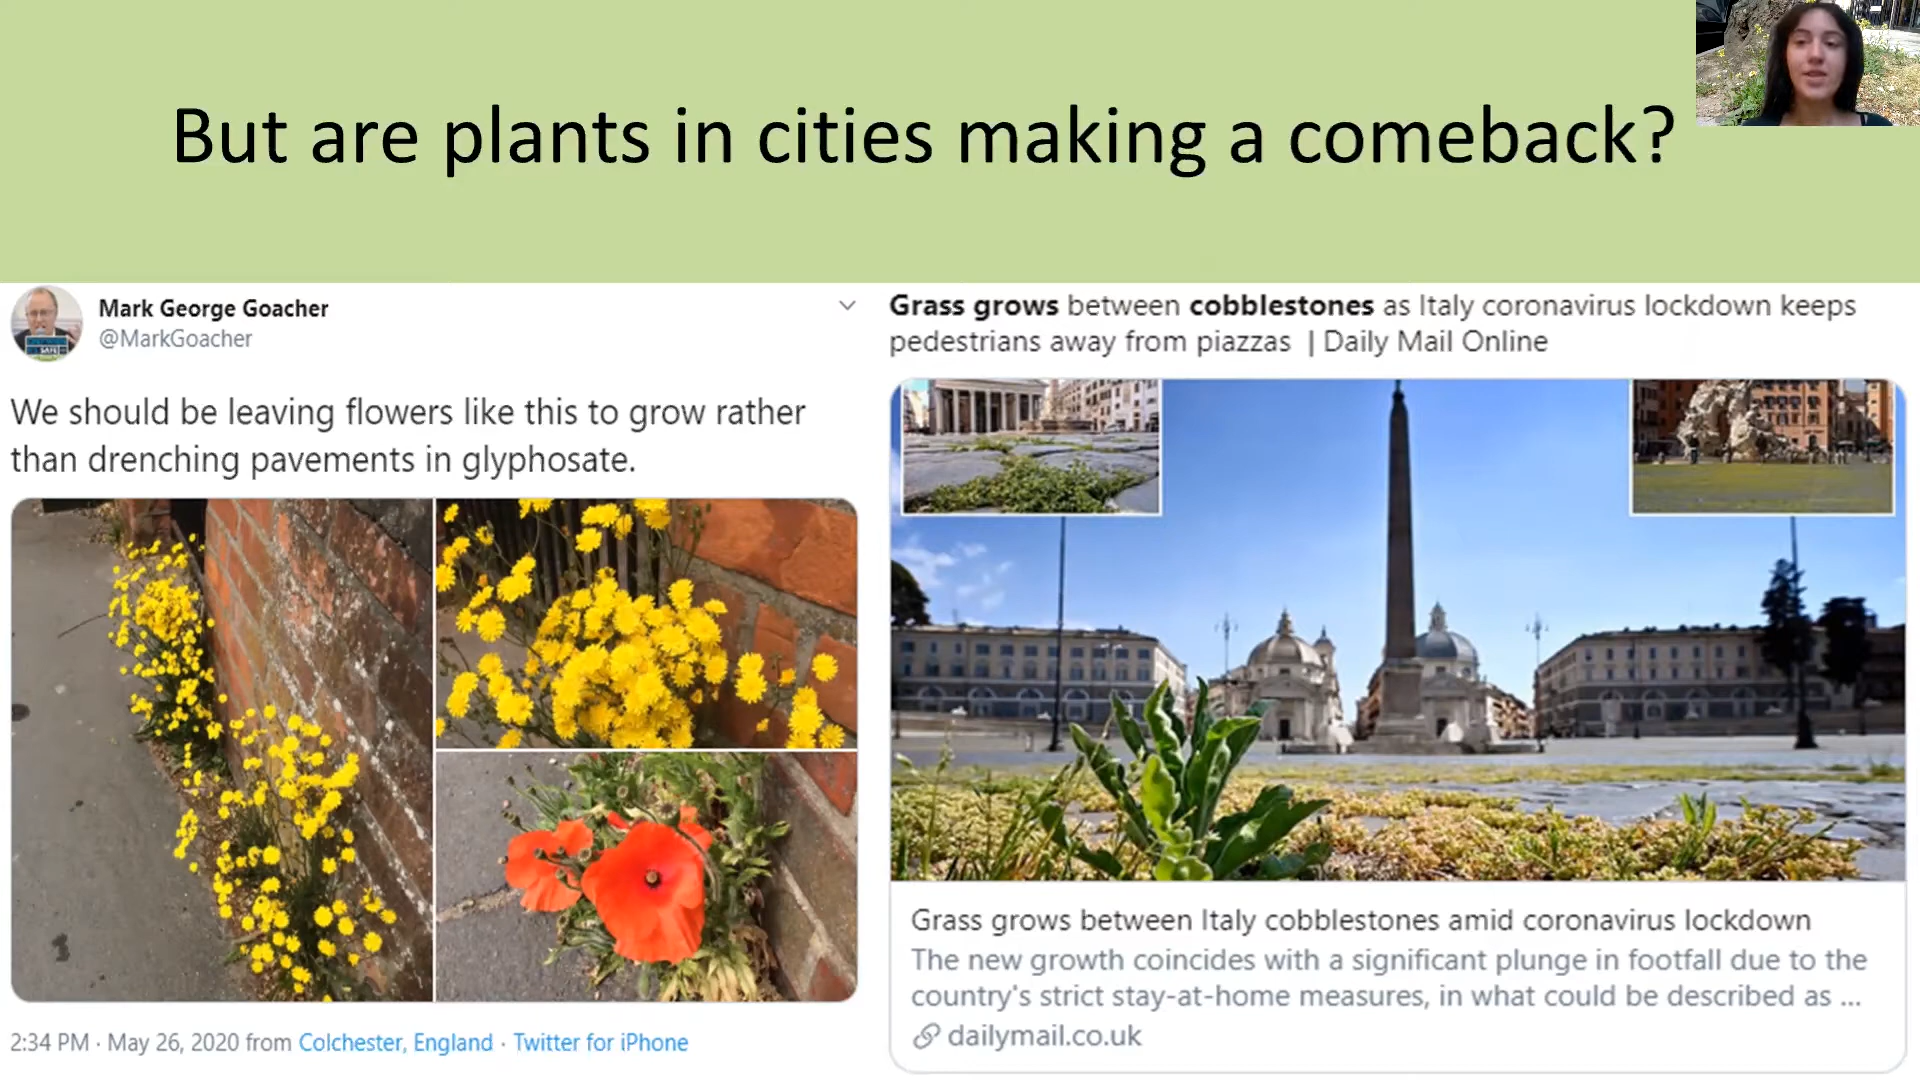 But are plants in cities making a comeback?
Mark George Goacher
@MarkGoacher
We should be leaving flowers like this to grow rather
than drenching pavements in glyphosate.
2:34 PM · May 26, 2020 from Colchester, England · Twitter for iPhone
Grass grows between cobblestones as Italy coronavirus lockdown keeps
pedestrians away from piazzas | Daily Mail Online
Grass grows between Italy cobblestones amid coronavirus lockdown
The new growth coincides with a significant plunge in footfall due to the
country's strict stay-at-home measures, in what could be described as ...
dailymail.co.uk